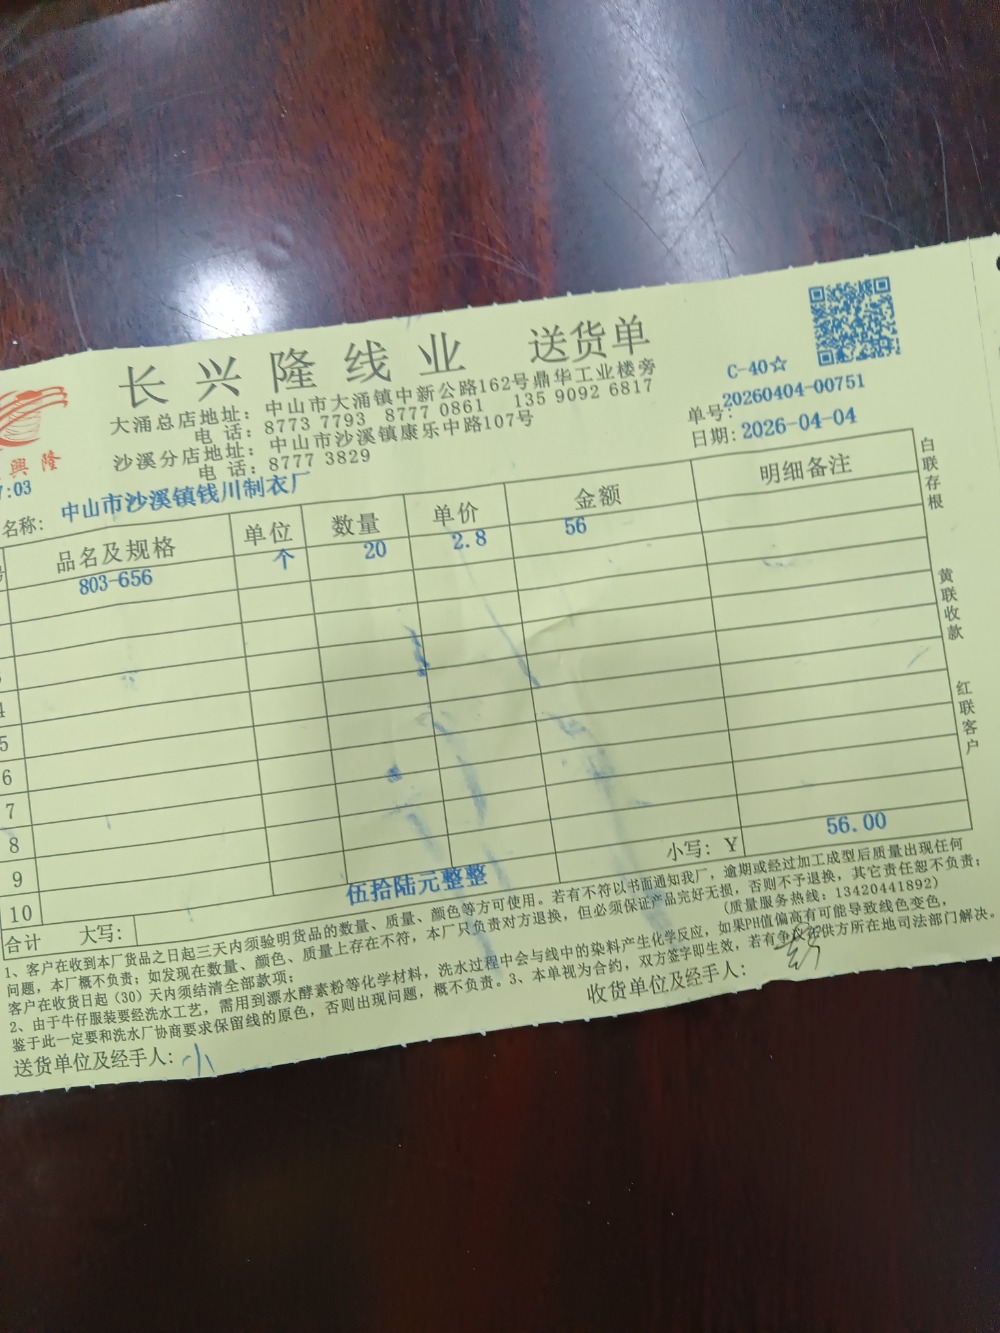 长兴隆线业 送货单
大涌总店地址：中山市大涌镇中新公路162号鼎华工业楼旁
电 话：8773 7793 8777 0861 135 9092 6817
沙溪分店地址：中山市沙溪镇康乐中路107号
电 话：8777 3829
C-40☆
单号：20260404-00751
日期：2026-04-04
興隆
7:03
名称：中山市沙溪镇钱川制衣厂
品名及规格 单位 数量 单价 金额 明细备注
803-656 个 20 2.8 56
4
5
6
7
8
9
10
合计 大写：伍拾陆元整整 小写：Y 56.00
白联存根
黄联收款
红联客户
1、客户在收到本厂货品之日起三天内须验明货品的数量、质量、颜色等方可使用。若有不符以书面通知我厂，逾期或经过加工成型后质量出现任何
问题，本厂概不负责；如发现在数量、颜色、质量上存在不符，本厂只负责对方退换，但必须保证产品完好无损，否则不予退换，其它责任恕不负责；
客户在收货日起（30）天内须结清全部款项；（质量服务热线：13420441892）
2、由于牛仔服装要经洗水工艺，需用到漂水酵素粉等化学材料，洗水过程中会与线中的染料产生化学反应，如果PH值偏高有可能导致线色变色，
鉴于此一定要和洗水厂协商要求保留线的原色，否则出现问题，概不负责。3、本单视为合约，双方签字即生效，若有争议 供方所在地司法部门解决。
送货单位及经手人：小
收货单位及经手人：